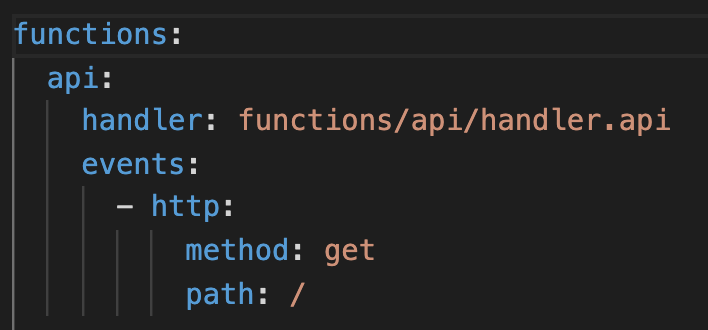 functions:
  api:
    handler: functions/api/handler.api
    events:
      - http:
          method: get
          path: /